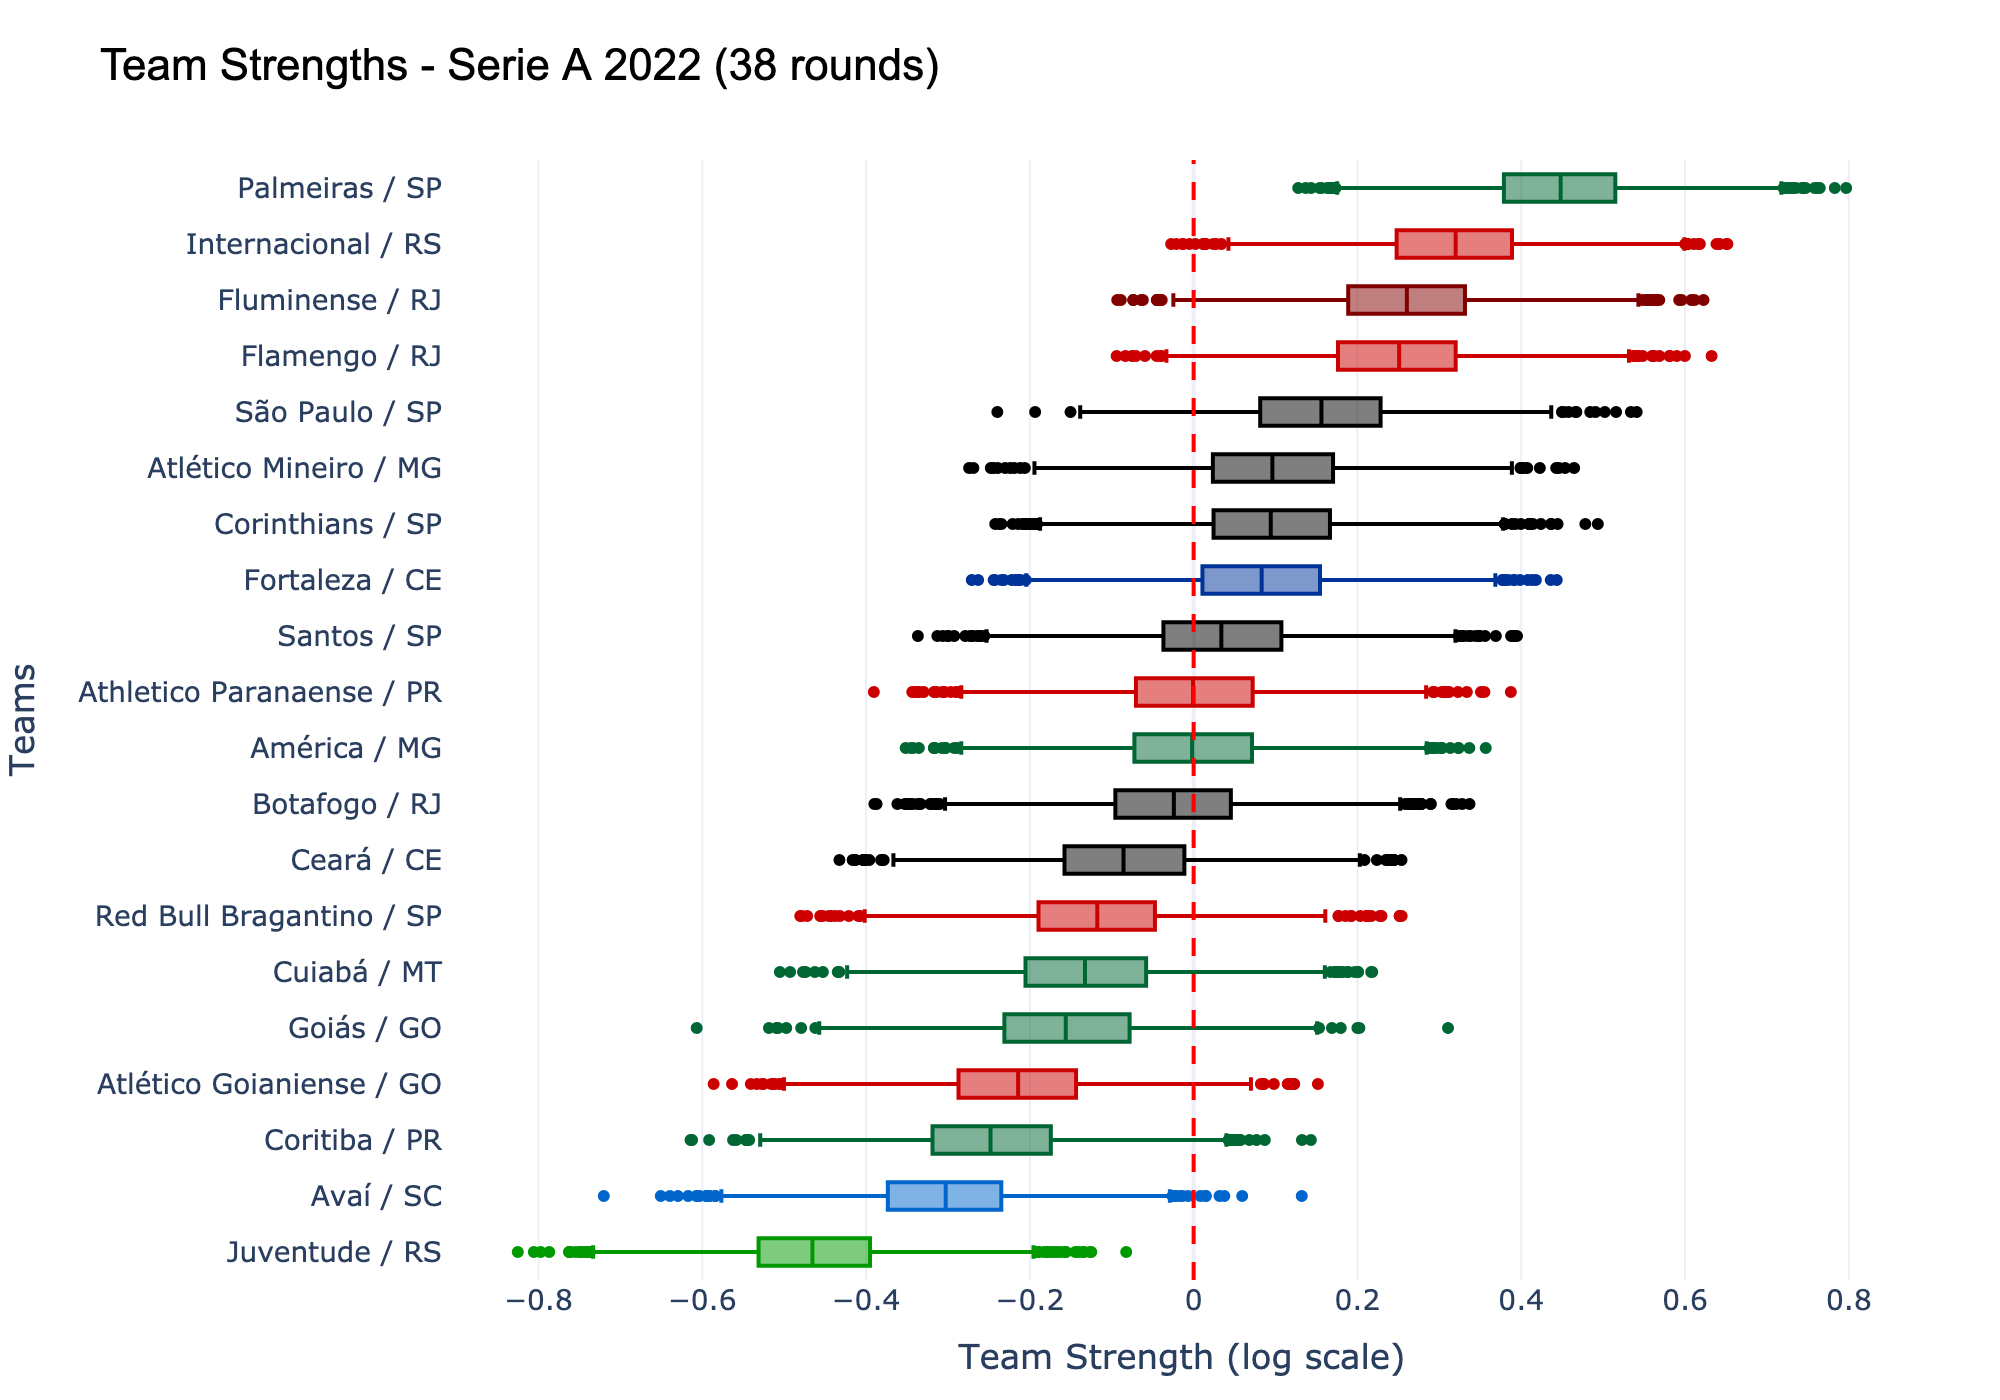 Team Strengths - Serie A 2022 (38 rounds)
Palmeiras / SP
Internacional / RS
Fluminense / RJ
Flamengo / RJ
São Paulo / SP
Atlético Mineiro / MG
Corinthians / SP
Fortaleza / CE
Santos / SP
Athletico Paranaense / PR
América / MG
Botafogo / RJ
Ceará / CE
Red Bull Bragantino / SP
Cuiabá / MT
Goiás / GO
Atlético Goianiense / GO
Coritiba / PR
Avaí / SC
Juventude / RS
Teams
−0.8 −0.6 −0.4 −0.2 0 0.2 0.4 0.6 0.8
Team Strength (log scale)